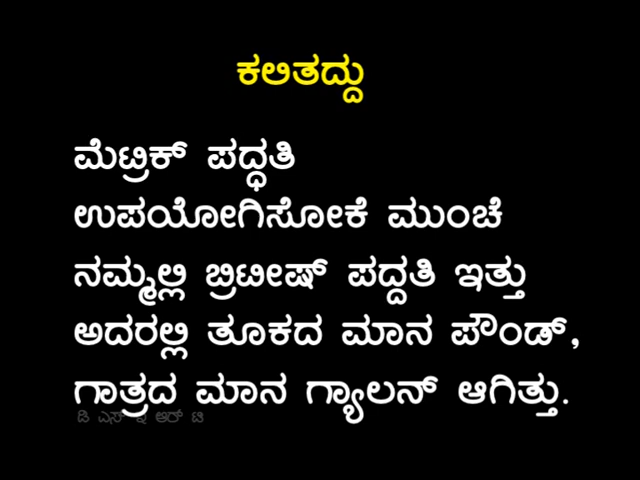 ಕಲಿತದ್ದು
ಮೆಟ್ರಿಕ್ ಪದ್ಧತಿ
ಉಪಯೋಗಿಸೋಕೆ ಮುಂಚೆ
ನಮ್ಮಲ್ಲಿ ಬ್ರಿಟೀಷ್ ಪದ್ದತಿ ಇತ್ತು
ಅದರಲ್ಲಿ ತೂಕದ ಮಾನ ಪೌಂಡ್,
ಗಾತ್ರದ ಮಾನ ಗ್ಯಾಲನ್ ಆಗಿತ್ತು.
ಡಿ ಎಸ್ ಇ ಆರ್ ಟಿ